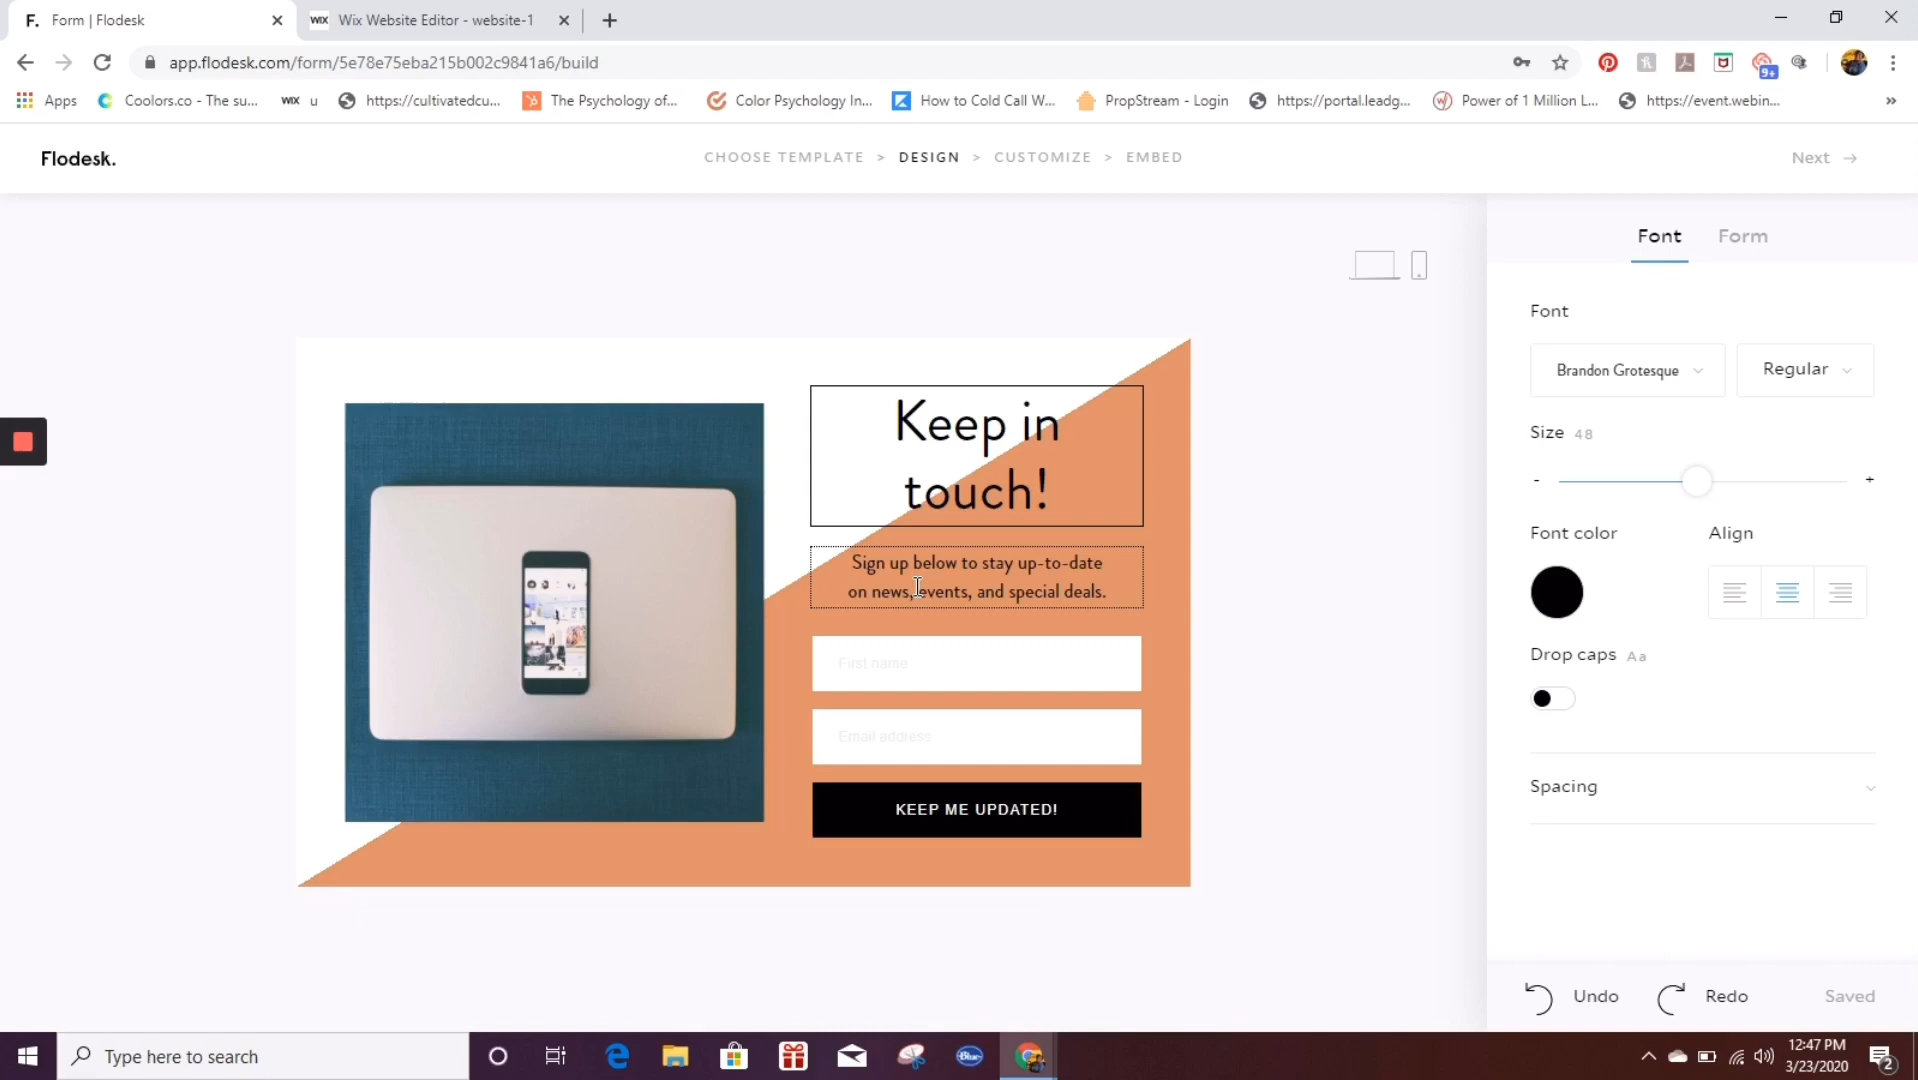 F. Form | Flodesk
WIX Wix Website Editor - website-1
app.flodesk.com/form/5e78e75eba215b002c9841a6/build
9+
Apps
Coolors.co - The su...
WIX u
https://cultivatedcu...
The Psychology of...
Color Psychology In...
How to Cold Call W...
PropStream - Login
https://portal.leadg...
Power of 1 Million L...
https://event.webin...
»
Flodesk.
CHOOSE TEMPLATE > DESIGN > CUSTOMIZE > EMBED
Next →
Font Form
Font
Brandon Grotesque
Regular
Size 48
- +
Font color Align
Drop caps Aa
Spacing
Keep in
touch!
Sign up below to stay up-to-date
on news, events, and special deals.
First name
Email address
KEEP ME UPDATED!
Undo Redo Saved
Type here to search
Blue
12:47 PM
3/23/2020
2